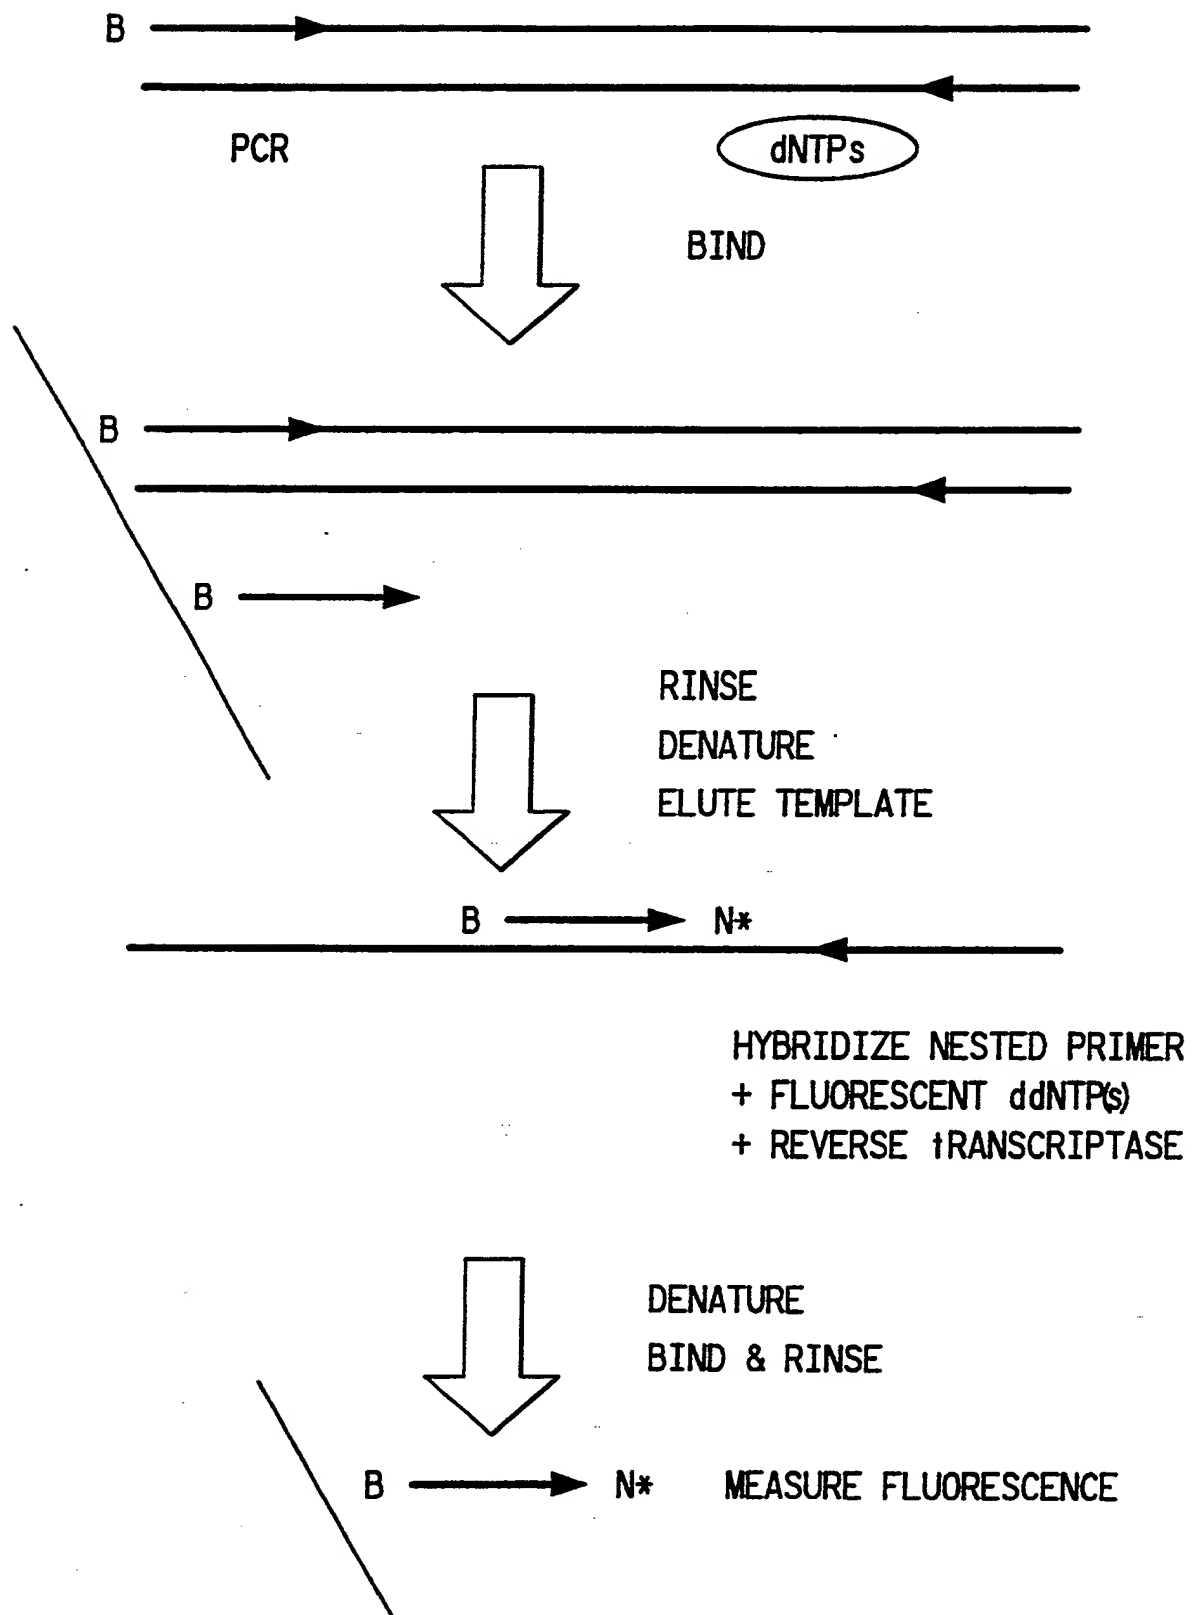 B
PCR
dNTPs
BIND
B
B
RINSE
DENATURE
ELUTE TEMPLATE
B N*
HYBRIDIZE NESTED PRIMER
+ FLUORESCENT ddNTP(s)
+ REVERSE tRANSCRIPTASE
DENATURE
BIND & RINSE
B N* MEASURE FLUORESCENCE